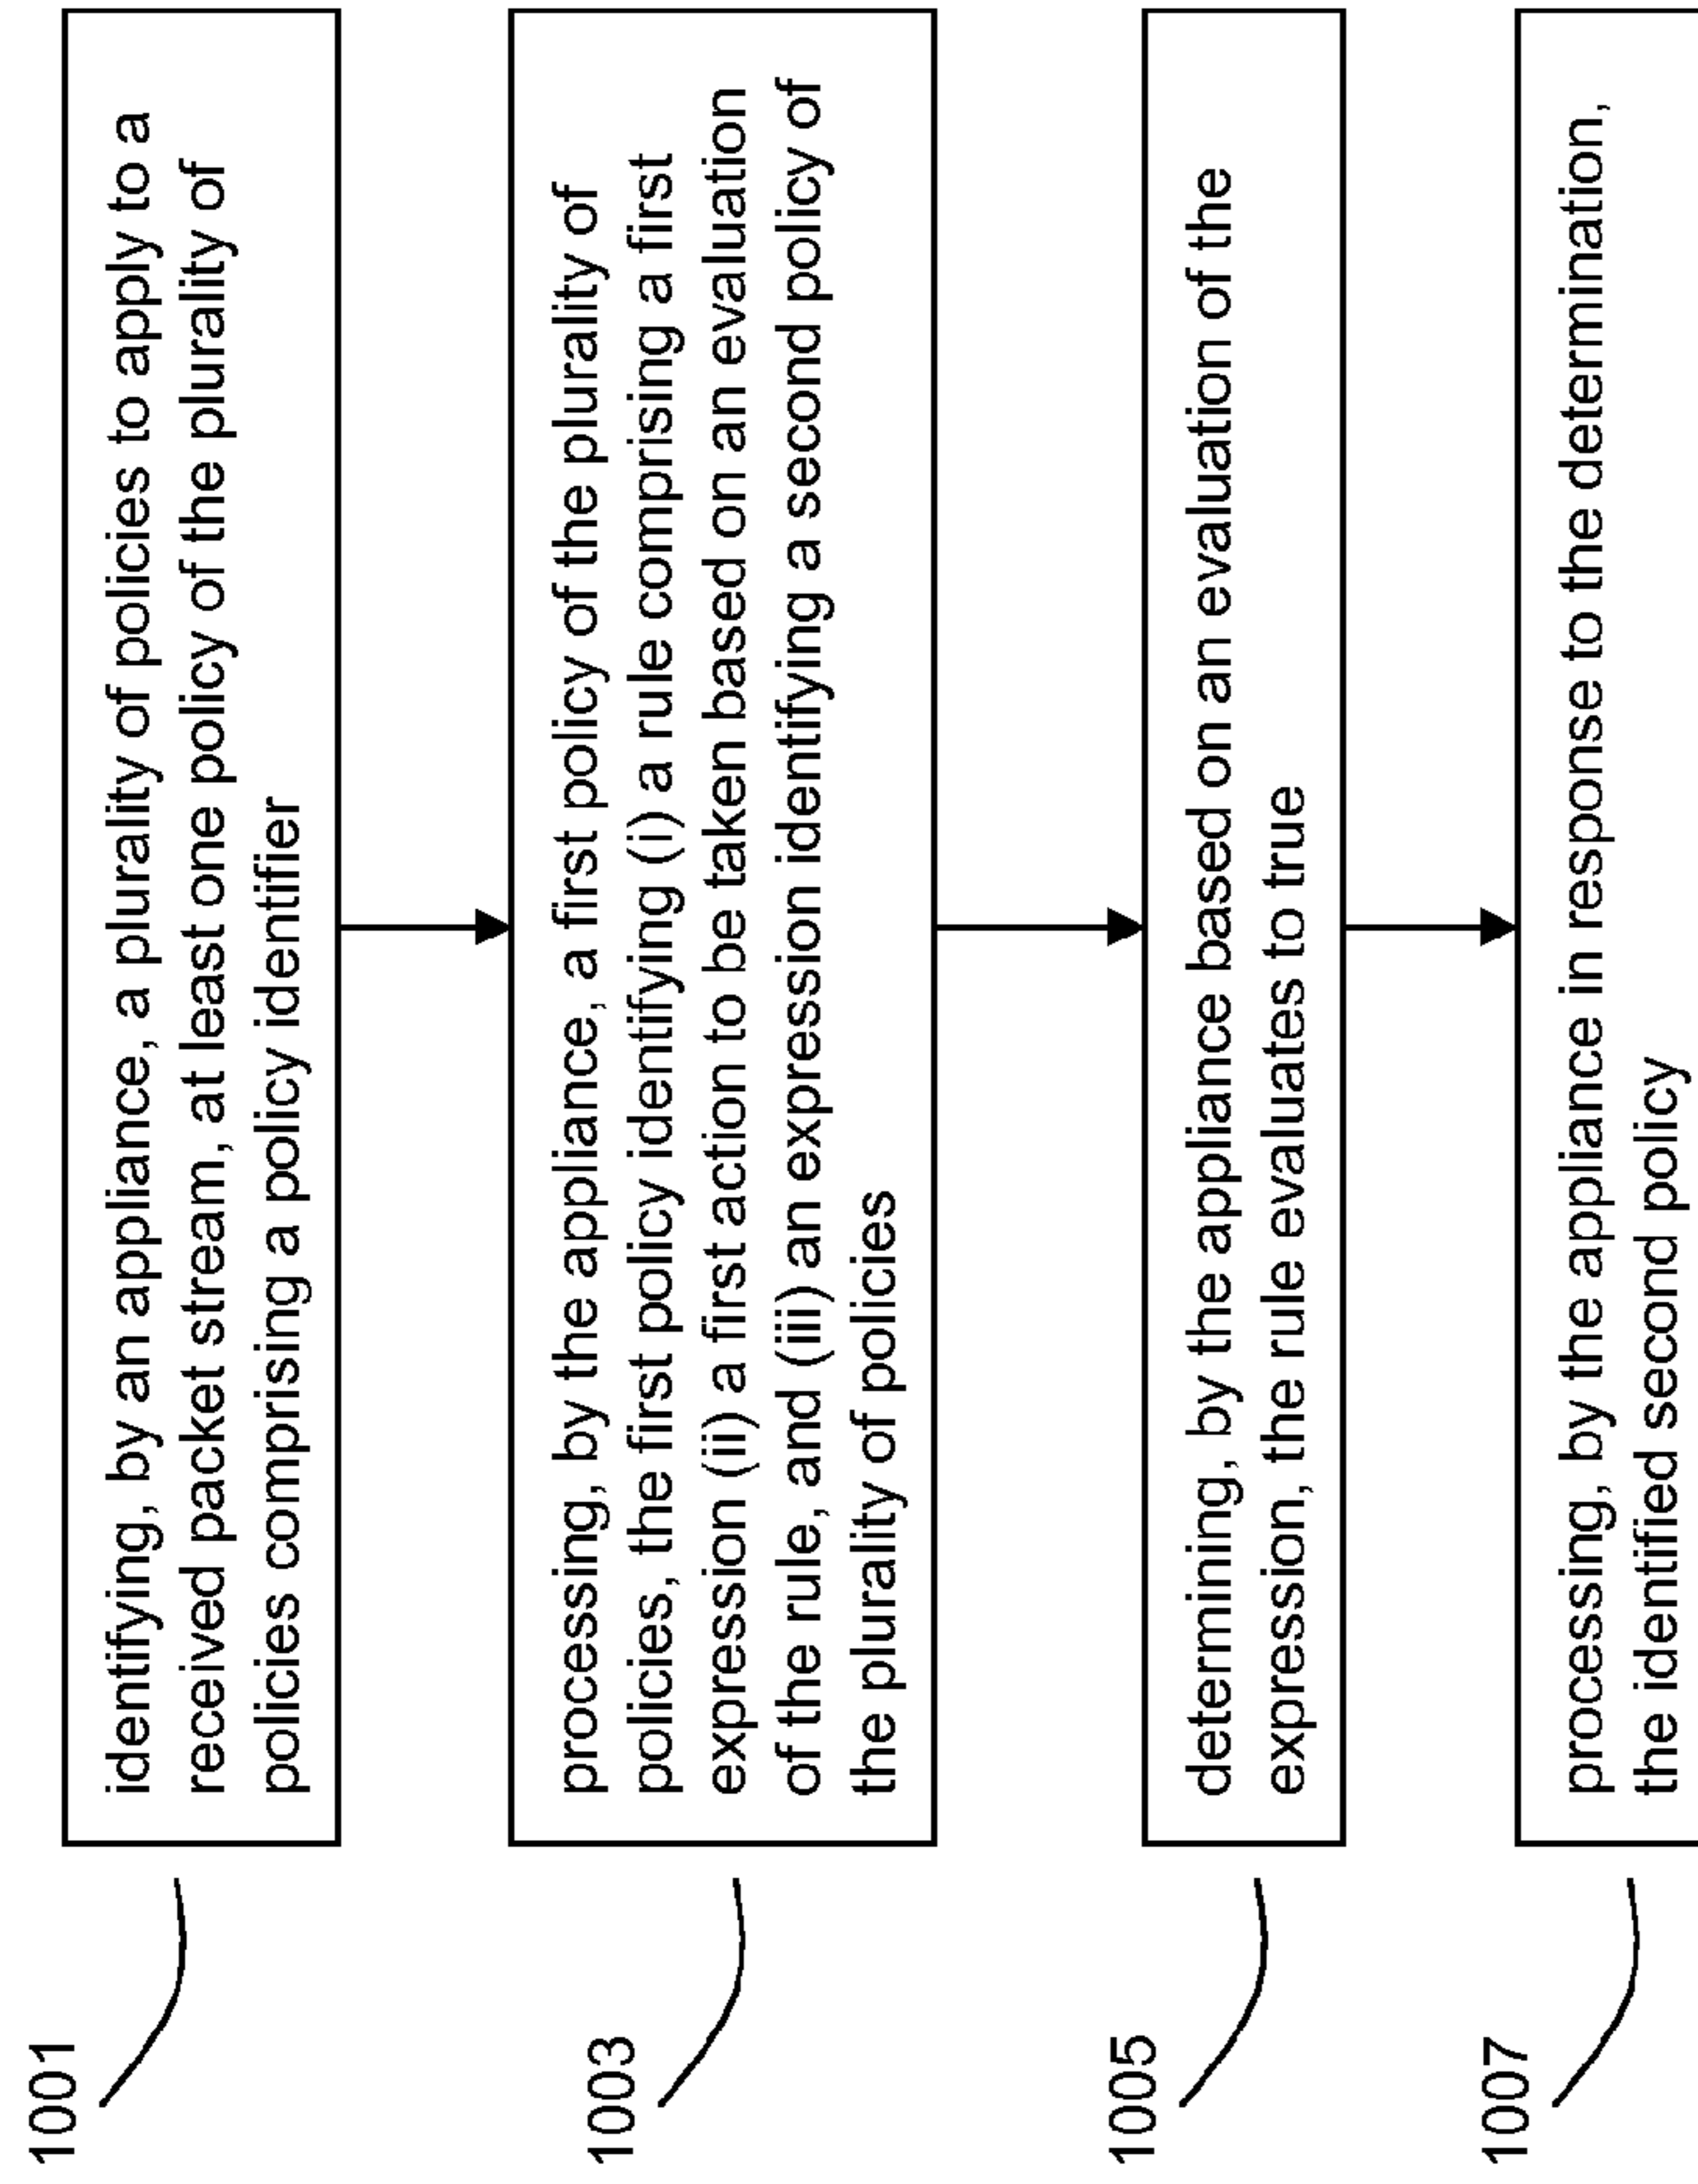 1001
identifying, by an appliance, a plurality of policies to apply to a
received packet stream, at least one policy of the plurality of
policies comprising a policy identifier
1003
processing, by the appliance, a first policy of the plurality of
policies, the first policy identifying (i) a rule comprising a first
expression (ii) a first action to be taken based on an evaluation
of the rule, and (iii) an expression identifying a second policy of
the plurality of policies
1005
determining, by the appliance based on an evaluation of the
expression, the rule evaluates to true
1007
processing, by the appliance in response to the determination,
the identified second policy